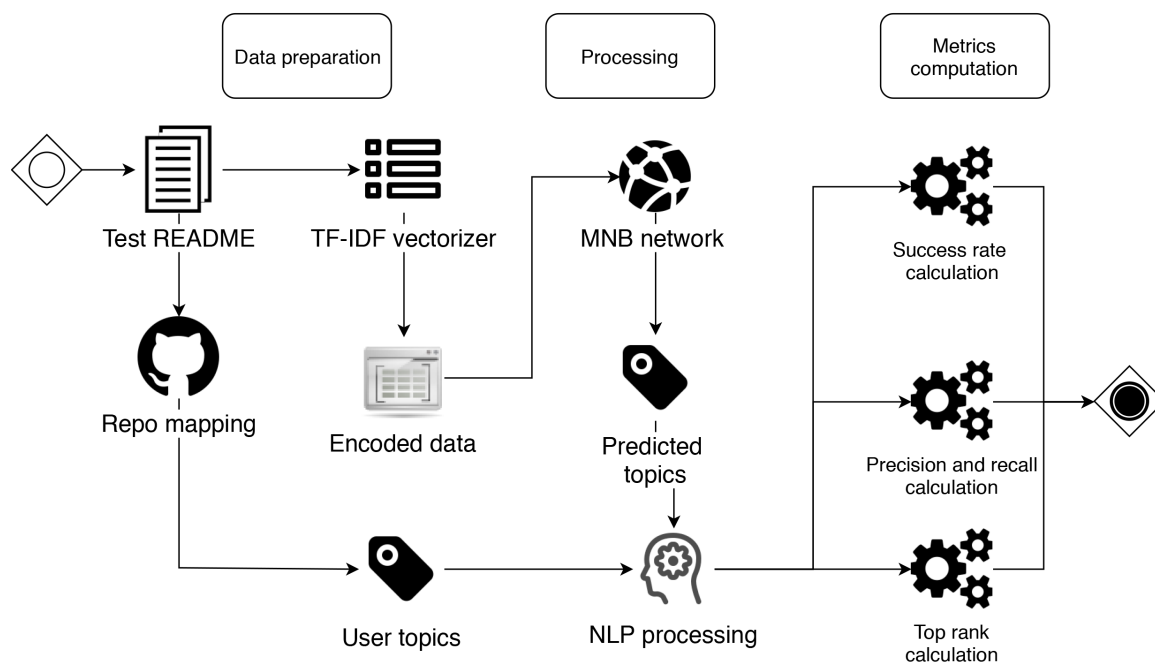 Data preparation
Processing
Metrics
computation
Test README
TF-IDF vectorizer
MNB network
Success rate
calculation
Repo mapping
Encoded data
Predicted
topics
Precision and recall
calculation
User topics
NLP processing
Top rank
calculation